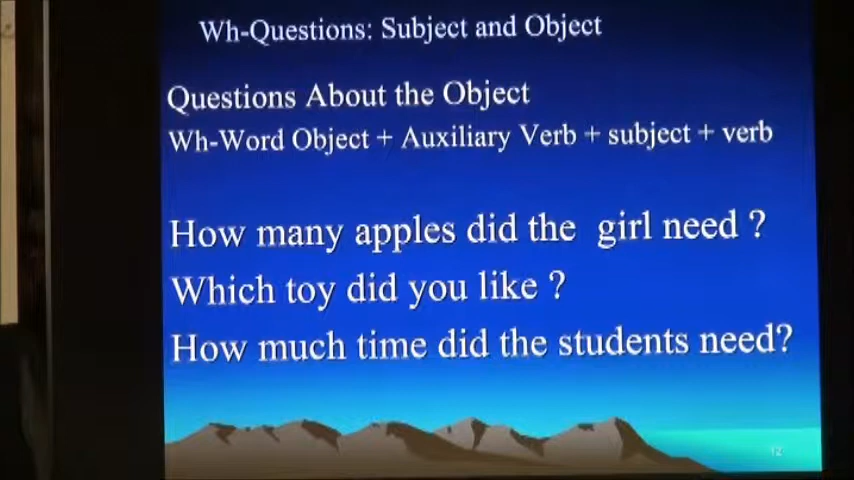 Wh-Questions: Subject and Object
Questions About the Object
Wh-Word Object + Auxiliary Verb + subject + verb
How many apples did the girl need ?
Which toy did you like ?
How much time did the students need?
12